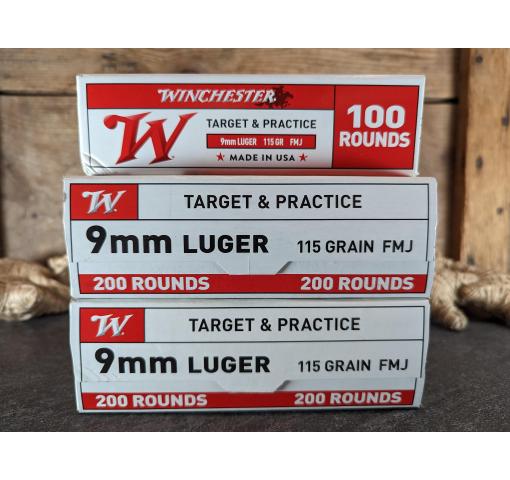 WINCHESTER
W
TARGET & PRACTICE
9mm LUGER 115 GR FMJ
★ MADE IN USA ★
100
ROUNDS
W
TARGET & PRACTICE
9mm LUGER 115 GRAIN FMJ
200 ROUNDS 200 ROUNDS
W
TARGET & PRACTICE
9mm LUGER 115 GRAIN FMJ
200 ROUNDS 200 ROUNDS